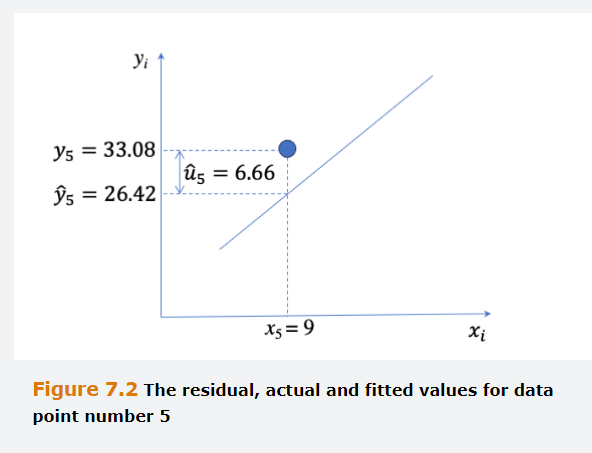 yᵢ
y₅ = 33.08
û₅ = 6.66
ŷ₅ = 26.42
x₅ = 9
xᵢ
Figure 7.2 The residual, actual and fitted values for data
point number 5